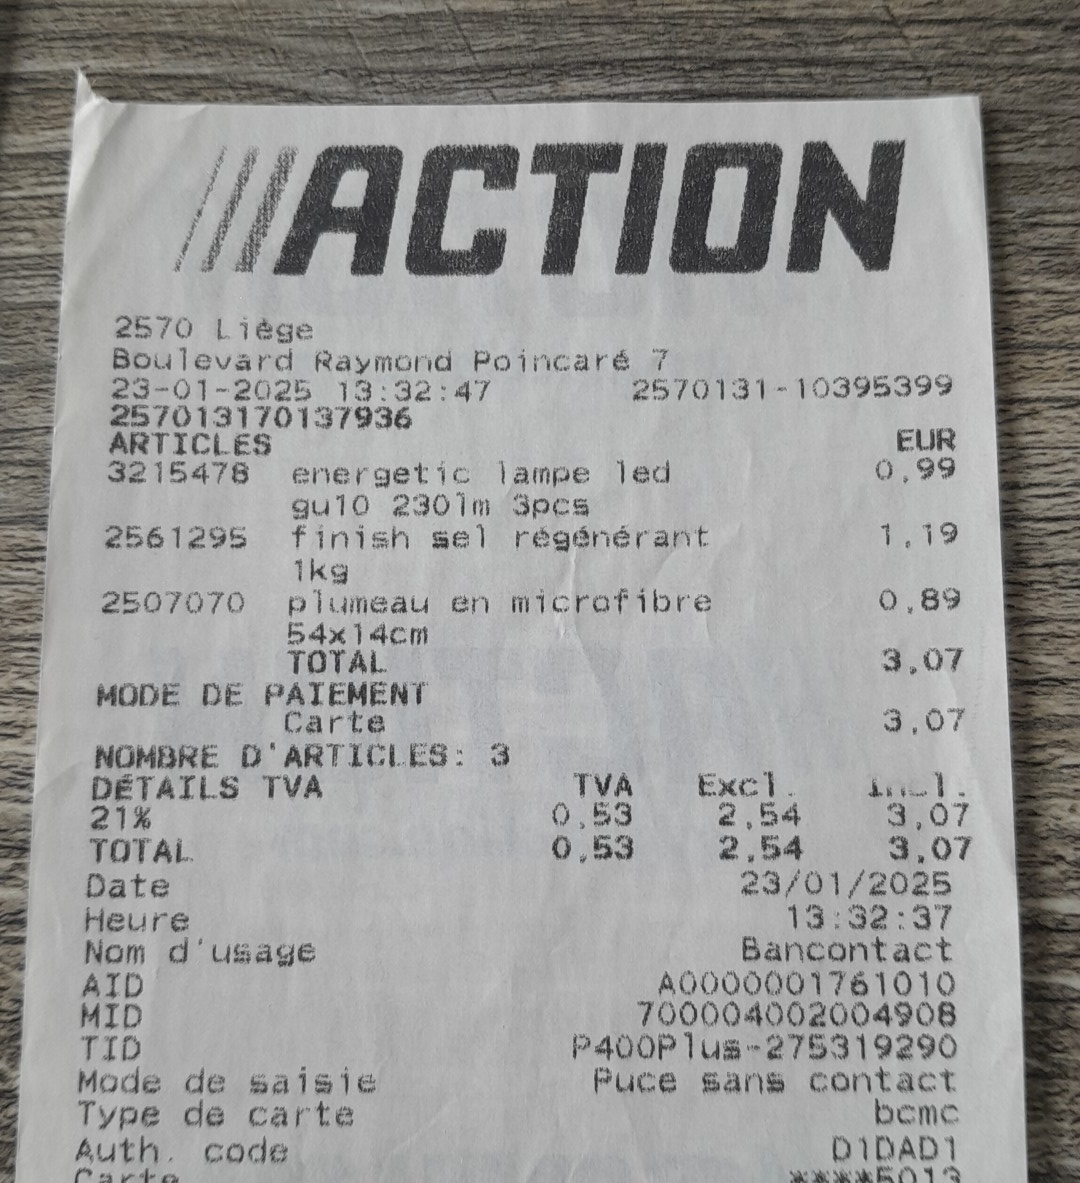 ACTION
2570 Liège
Boulevard Raymond Poincaré 7
23-01-2025 13:32:47 2570131-10395399
257013170137936
ARTICLES EUR
3215478 energetic lampe led 0,99
gu10 230lm 3pcs
2561295 finish sel régénérant 1,19
1kg
2507070 plumeau en microfibre 0,89
54x14cm
TOTAL 3,07
MODE DE PAIEMENT
Carte 3,07
NOMBRE D'ARTICLES: 3
DÉTAILS TVA TVA Excl. Incl.
21% 0,53 2,54 3,07
TOTAL 0,53 2,54 3,07
Date 23/01/2025
Heure 13:32:37
Nom d'usage Bancontact
AID A0000001761010
MID 700004002004908
TID P400Plus-275319290
Mode de saisie Puce sans contact
Type de carte bcmc
Auth. code D1DAD1
Carte ****5013